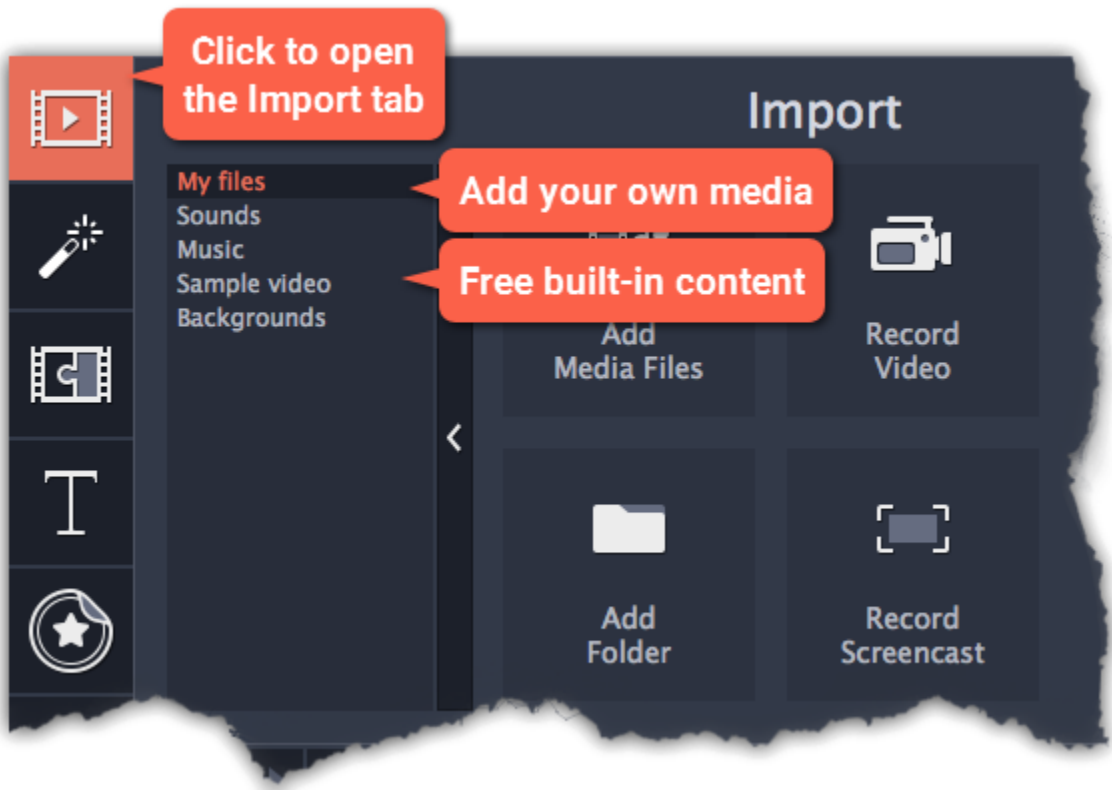 Click to open
the Import tab
Import
My files
Sounds
Music
Sample video
Backgrounds
Add your own media
Free built-in content
Add
Media Files
Record
Video
Add
Folder
Record
Screencast